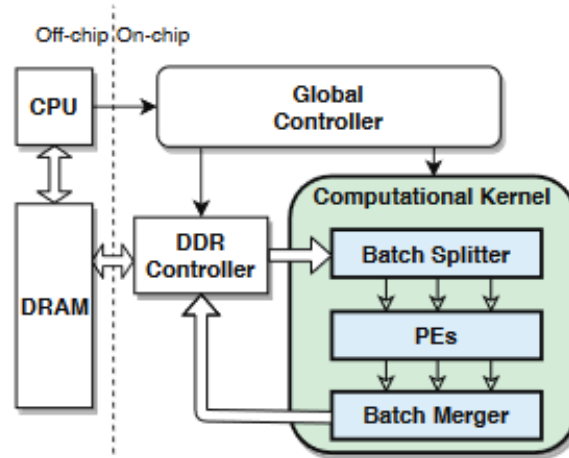 Off-chip On-chip
CPU
Global
Controller
Computational Kernel
DDR
Controller
Batch Splitter
DRAM
PEs
Batch Merger